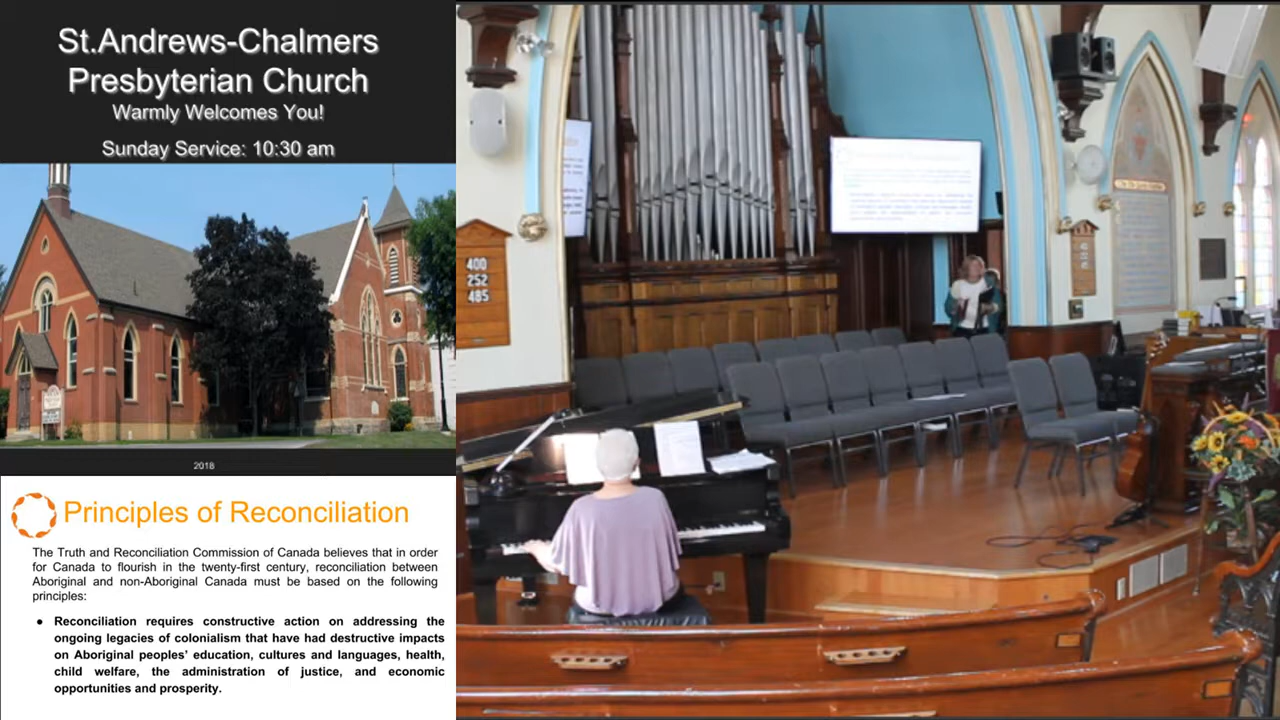 St.Andrews-Chalmers
Presbyterian Church
Warmly Welcomes You!
Sunday Service: 10:30 am
2018
Principles of Reconciliation
The Truth and Reconciliation Commission of Canada believes that in order
for Canada to flourish in the twenty-first century, reconciliation between
Aboriginal and non-Aboriginal Canada must be based on the following
principles:
● Reconciliation requires constructive action on addressing the
ongoing legacies of colonialism that have had destructive impacts
on Aboriginal peoples' education, cultures and languages, health,
child welfare, the administration of justice, and economic
opportunities and prosperity.
400
252
485